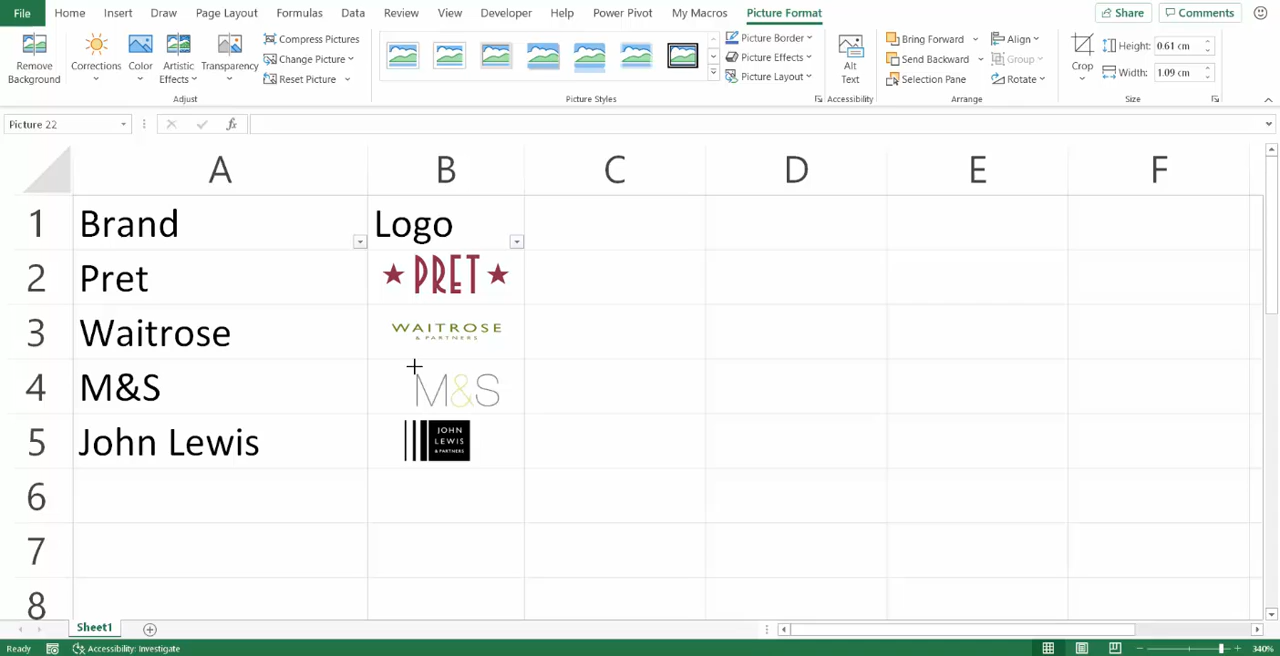 File Home Insert Draw Page Layout Formulas Data Review View Developer Help Power Pivot My Macros Picture Format Share Comments
Remove Background
Corrections
Color
Artistic Effects
Transparency
Compress Pictures
Change Picture
Reset Picture
Adjust
Picture Styles
Picture Border
Picture Effects
Picture Layout
Alt Text
Accessibility
Bring Forward
Send Backward
Selection Pane
Align
Group
Rotate
Arrange
Crop
Height: 0.61 cm
Width: 1.09 cm
Size
Picture 22 fx
A B C D E F
1 Brand Logo
2 Pret PRET
3 Waitrose WAITROSE
& PARTNERS
4 M&S M&S
5 John Lewis JOHN
LEWIS
& PARTNERS
6
7
8
Sheet1
Ready Accessibility: Investigate 340%